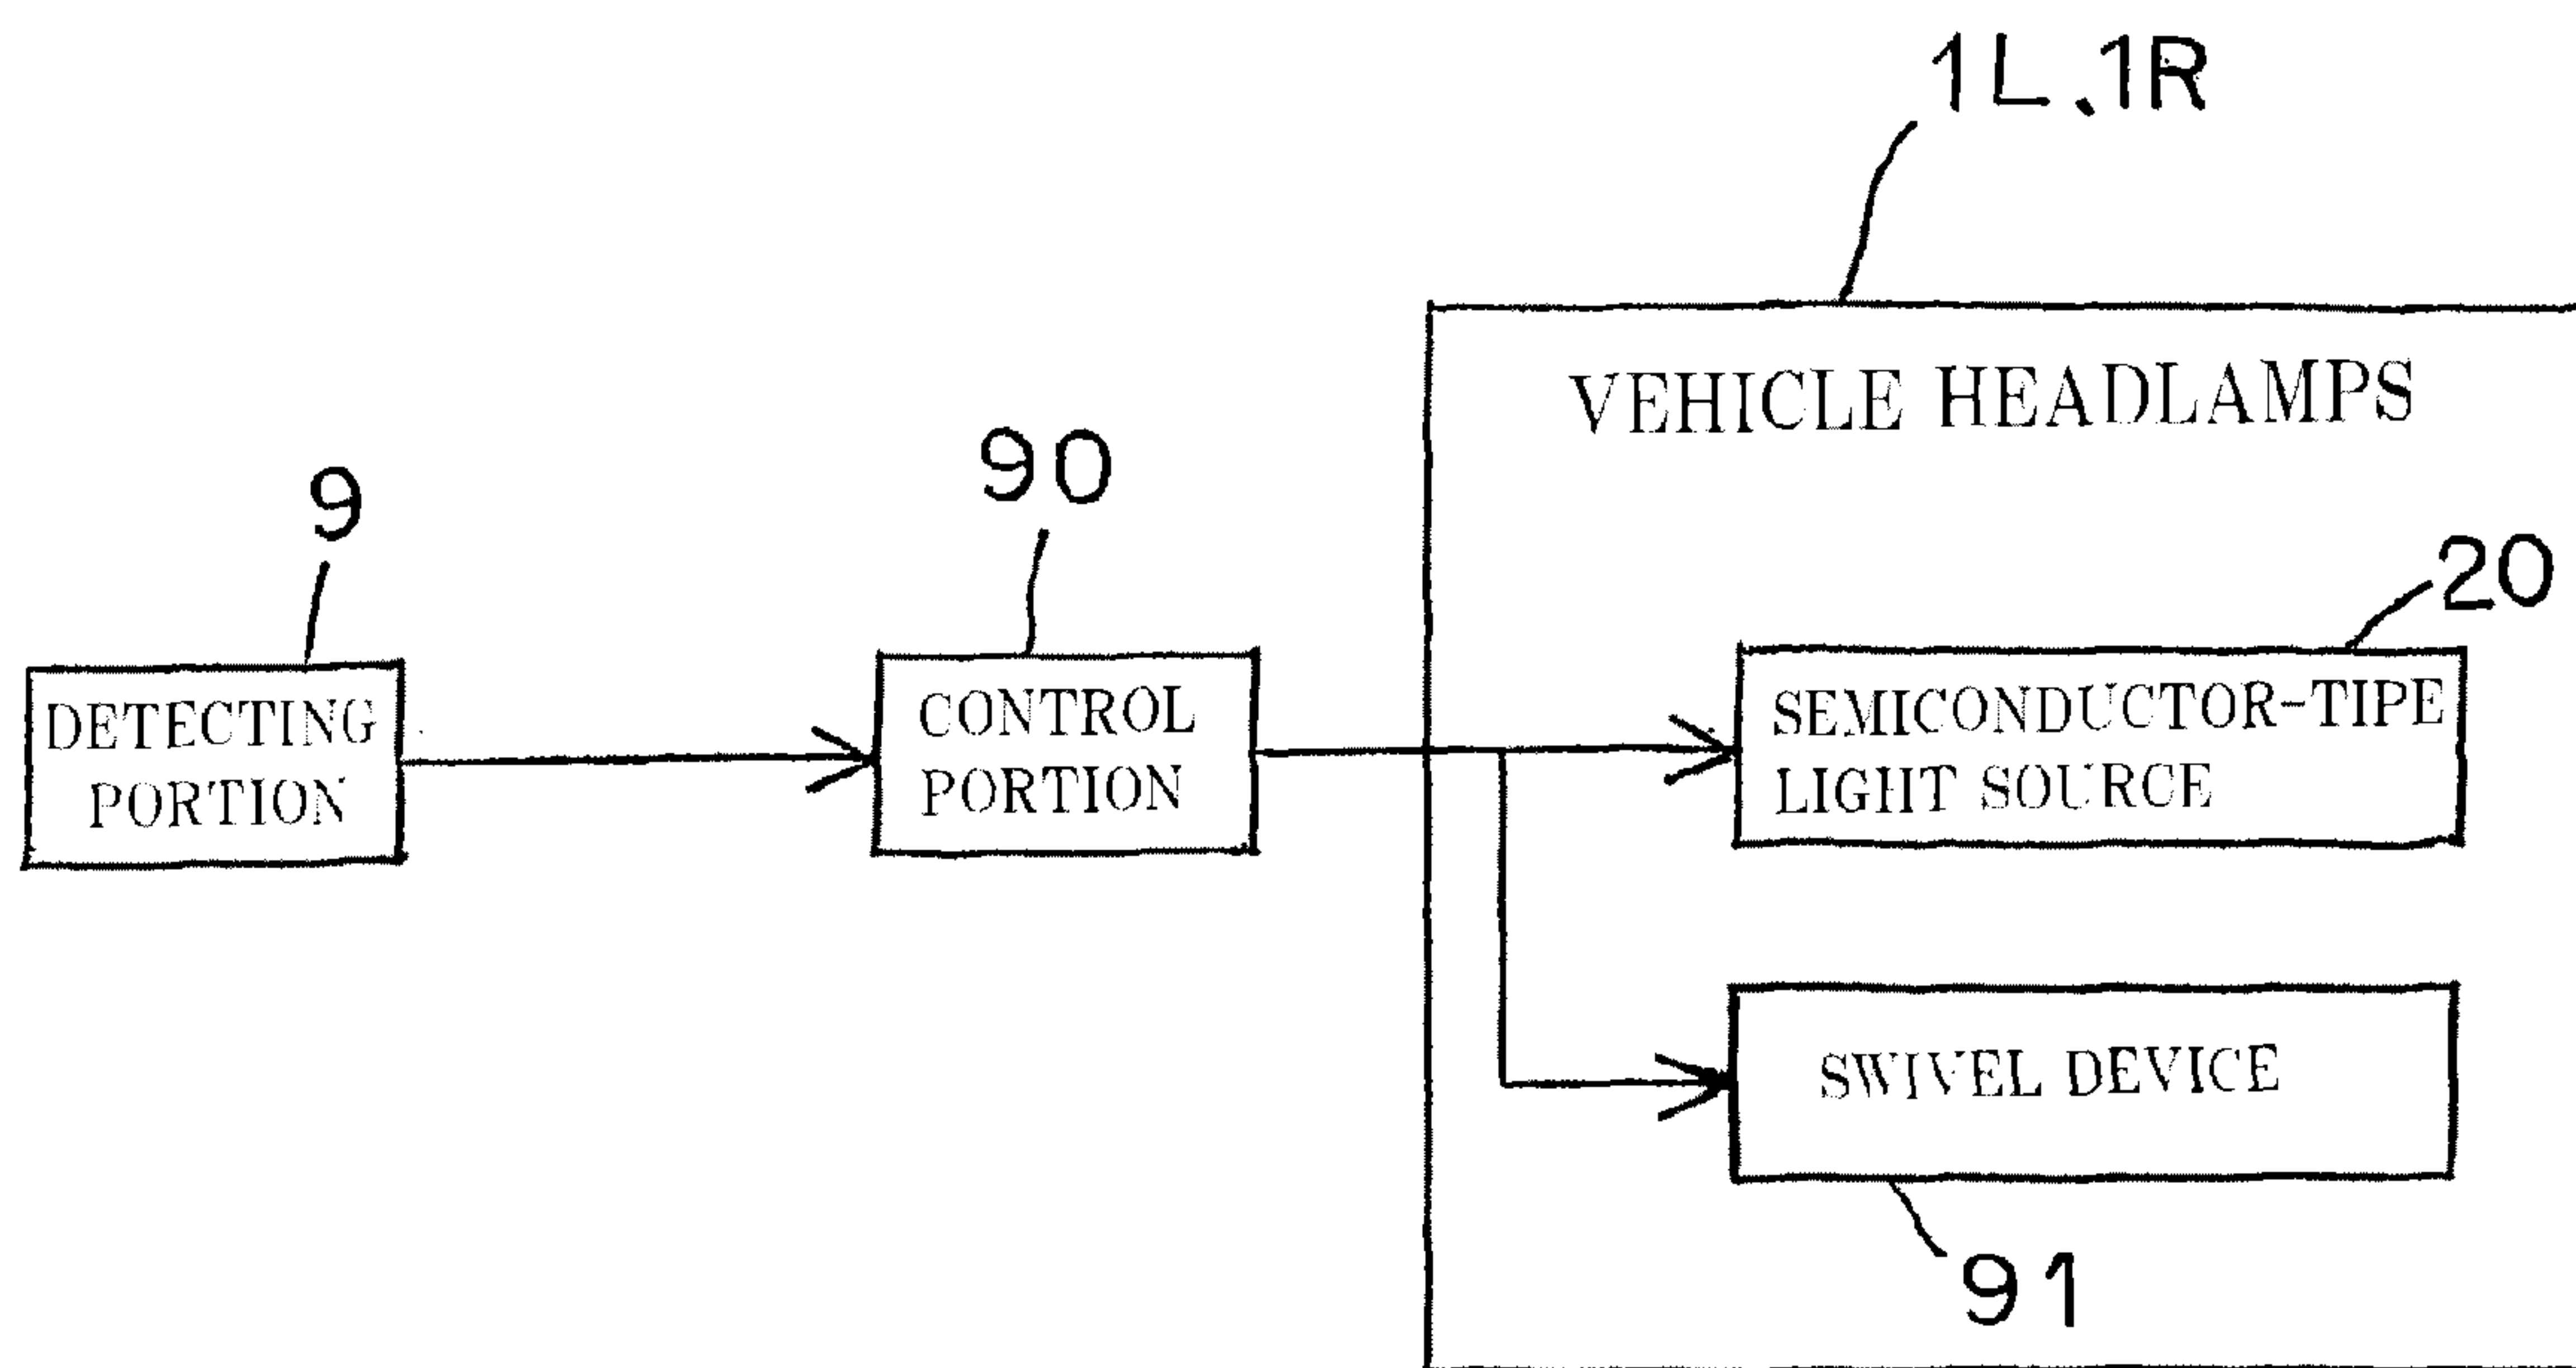 1L、1R
VEHICLE HEADLAMPS
90
9
20
DETECTING
PORTION
CONTROL
PORTION
SEMICONDUCTOR-TIPE
LIGHT SOURCE
SWIVEL DEVICE
91